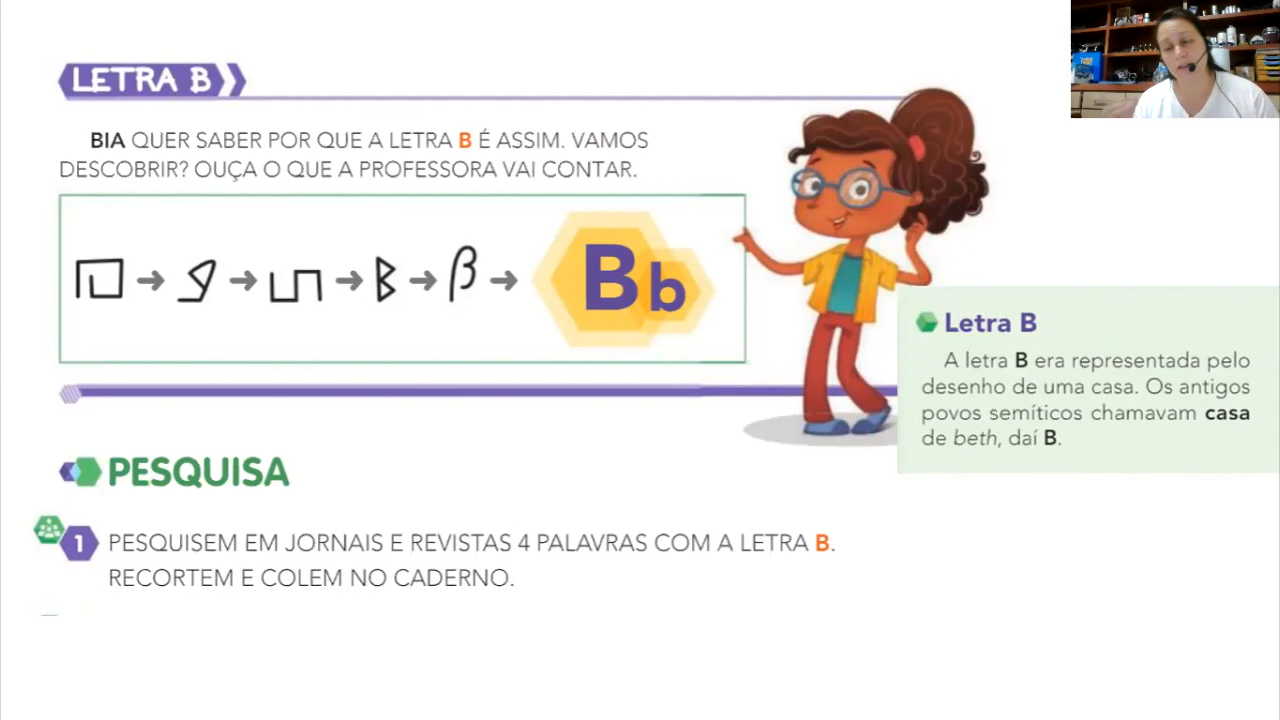 LETRA B
BIA QUER SABER POR QUE A LETRA B É ASSIM. VAMOS
DESCOBRIR? OUÇA O QUE A PROFESSORA VAI CONTAR.
β → B b
Letra B
A letra B era representada pelo
desenho de uma casa. Os antigos
povos semíticos chamavam casa
de beth, daí B.
PESQUISA
1 PESQUISEM EM JORNAIS E REVISTAS 4 PALAVRAS COM A LETRA B.
RECORTEM E COLEM NO CADERNO.